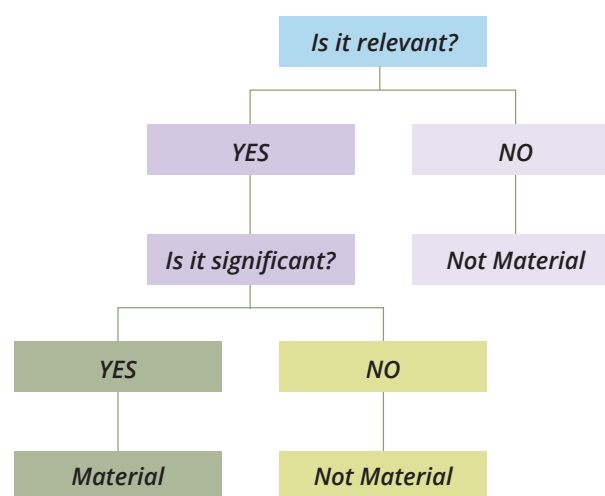 Is it relevant?
YES
NO
Is it significant?
Not Material
YES
NO
Material
Not Material